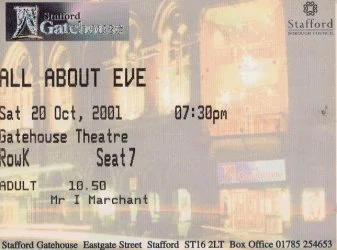 Stafford
Gatehouse
Stafford
BOROUGH COUNCIL
ALL ABOUT EVE
Sat 20 Oct, 2001 07:30pm
Gatehouse Theatre
RowK Seat7
ADULT 10.50
Mr I Marchant
Stafford Gatehouse Eastgate Street Stafford ST16 2LT Box Office 01785 254653